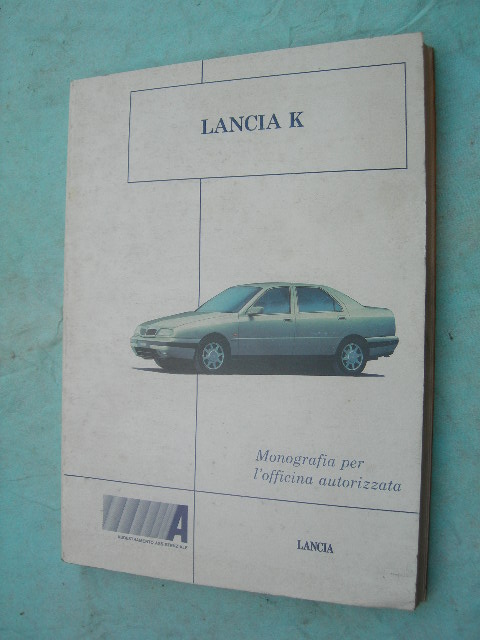 LANCIA K
Monografia per
l'officina autorizzata
A
LANCIA